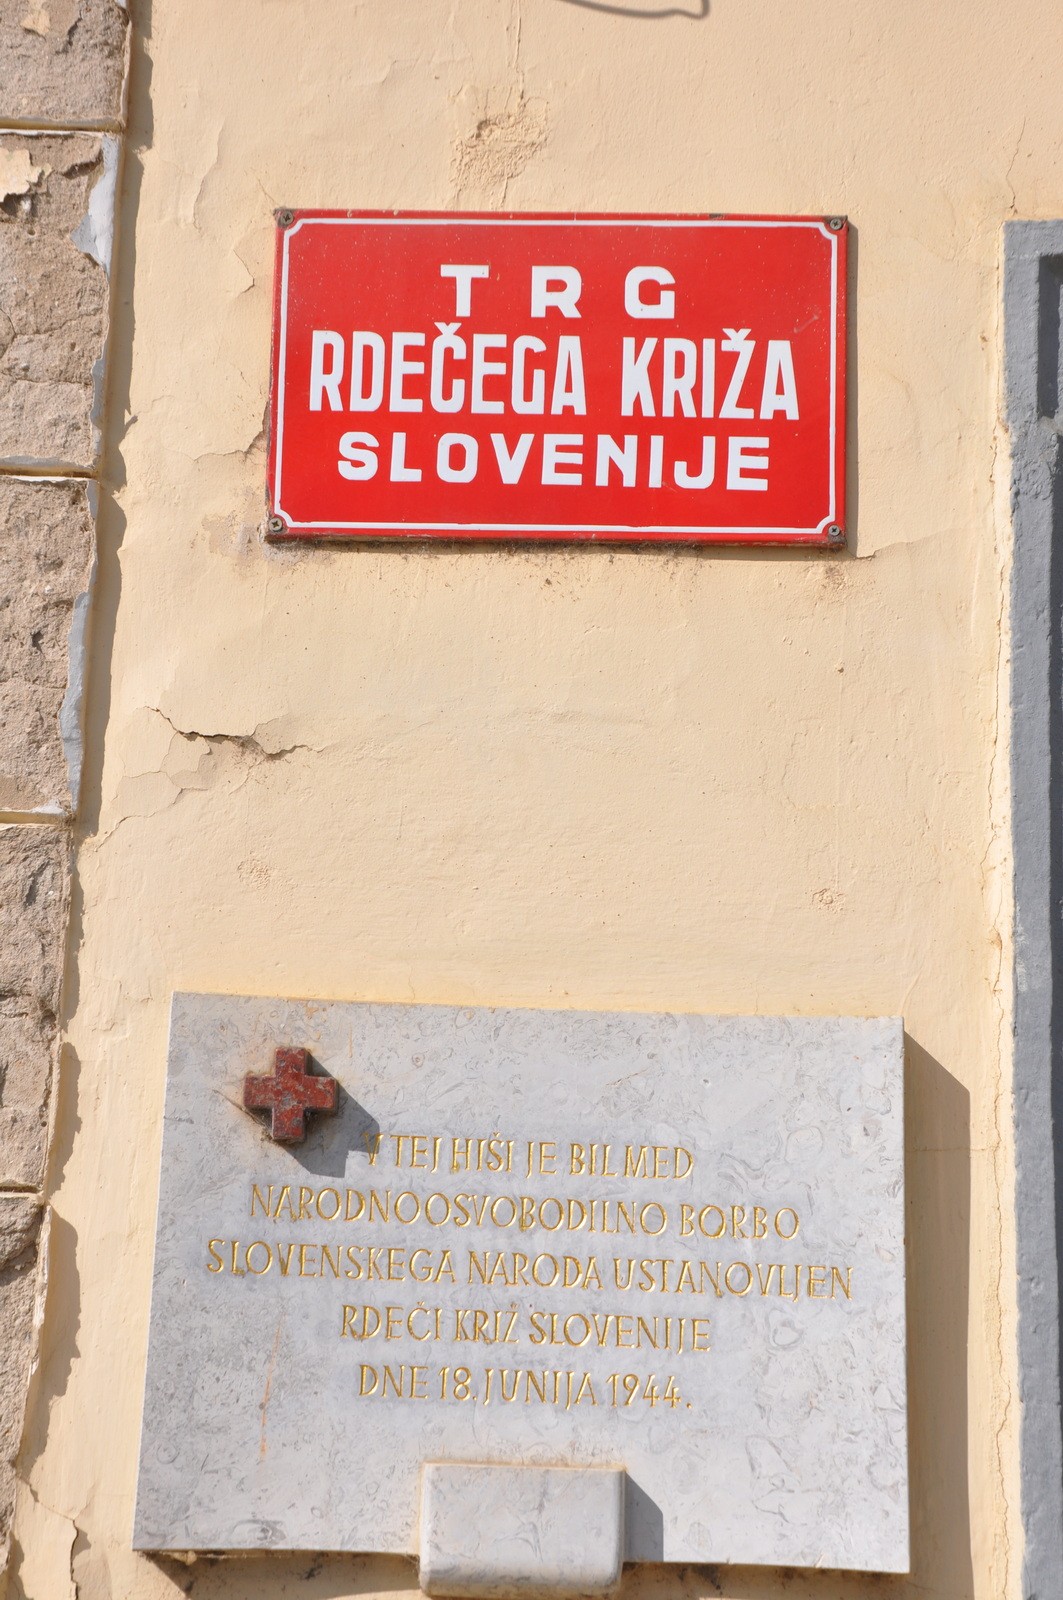 TRG
RDEČEGA KRIŽA
SLOVENIJE
V TEJ HIŠI JE BIL MED
NARODNOOSVOBODILNO BORBO
SLOVENSKEGA NARODA USTANOVLJEN
RDEČI KRIŽ SLOVENIJE
DNE 18. JUNIJA 1944.